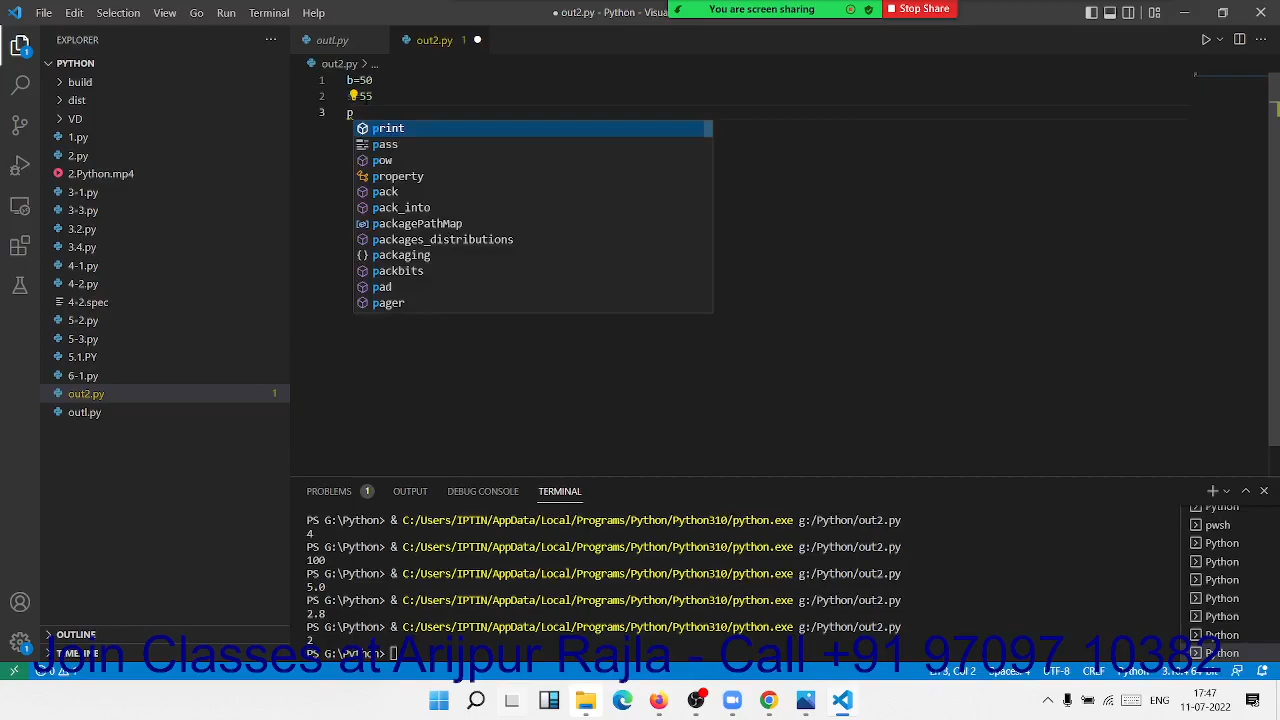 File Edit Selection View Go Run Terminal Help
● out2.py - Python - Visua
You are screen sharing
Stop Share
EXPLORER
outl.py
out2.py 1
PYTHON
out2.py > ...
build
dist
VD
1.py
2.py
2.Python.mp4
3-1.py
3-3.py
3.2.py
3.4.py
4-1.py
4-2.py
4-2.spec
5-2.py
5-3.py
5.1.PY
6-1.py
out2.py 1
outl.py
OUTLINE
1 b=50
2 55
3 p
print
pass
pow
property
pack
pack_into
packagePathMap
packages_distributions
packaging
packbits
pad
pager
PROBLEMS 1 OUTPUT DEBUG CONSOLE TERMINAL
PS G:\Python> & C:/Users/IPTIN/AppData/Local/Programs/Python/Python310/python.exe g:/Python/out2.py
4
PS G:\Python> & C:/Users/IPTIN/AppData/Local/Programs/Python/Python310/python.exe g:/Python/out2.py
100
PS G:\Python> & C:/Users/IPTIN/AppData/Local/Programs/Python/Python310/python.exe g:/Python/out2.py
5.0
PS G:\Python> & C:/Users/IPTIN/AppData/Local/Programs/Python/Python310/python.exe g:/Python/out2.py
2.8
PS G:\Python> & C:/Users/IPTIN/AppData/Local/Programs/Python/Python310/python.exe g:/Python/out2.py
2
PS G:\Python>
Python
pwsh
Python
Python
Python
Python
Python
Python
Python
Join Classes at Arijpur Rajla - Call +91 97097 10382
UTF-8 CRLF Python
ENG
17:47
11-07-2022